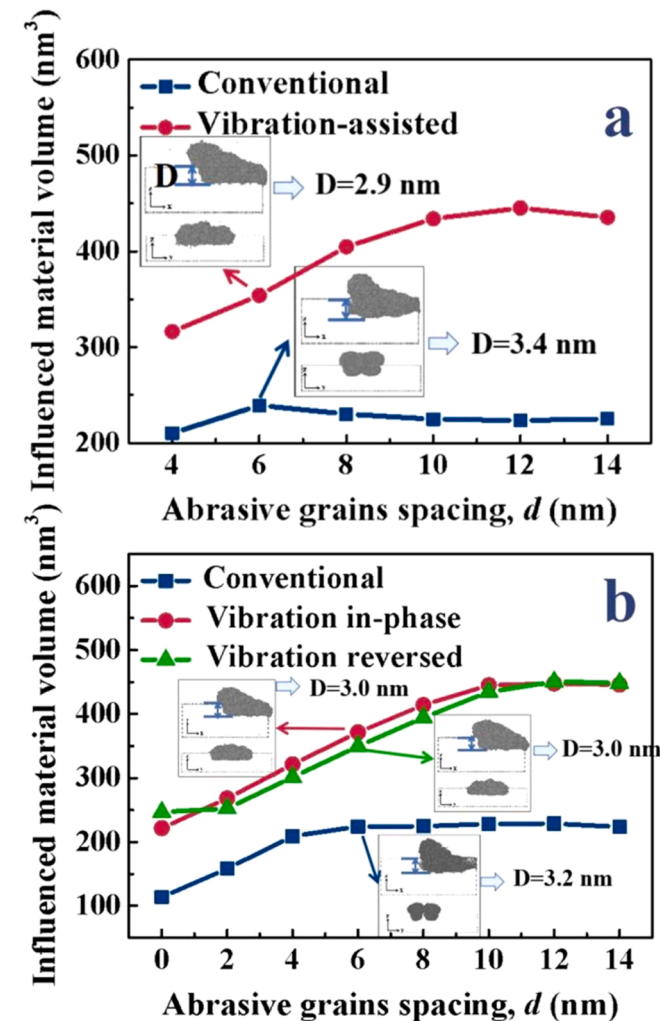 Influenced material volume (nm³)
600
500
400
300
200
Conventional
Vibration-assisted
a
D
D=2.9 nm
D=3.4 nm
4 6 8 10 12 14
Abrasive grains spacing, d (nm)
Influenced material volume (nm³)
600
500
400
300
200
100
Conventional
Vibration in-phase
Vibration reversed
b
D=3.0 nm
D=3.0 nm
D=3.2 nm
0 2 4 6 8 10 12 14
Abrasive grains spacing, d (nm)